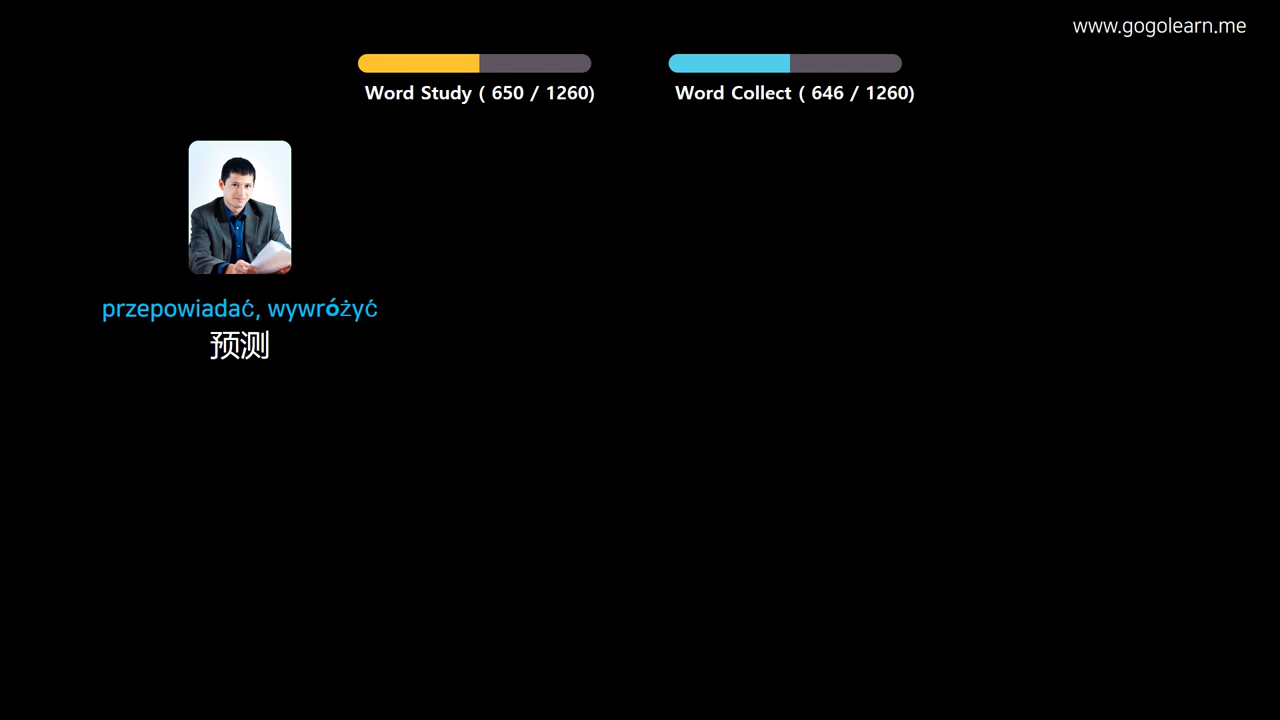 www.gogolearn.me
Word Study ( 650 / 1260)
Word Collect ( 646 / 1260)
przepowiadać, wywróżyć
预测